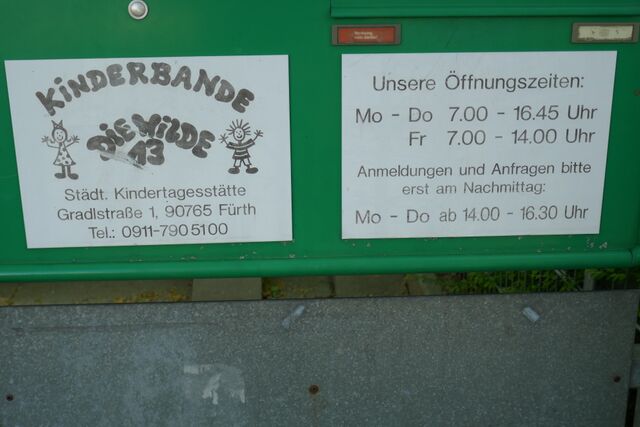 KINDERBANDE
DIE WILDE
13
Städt. Kindertagesstätte
Gradlstraße 1, 90765 Fürth
Tel.: 0911-790 5100
Unsere Öffnungszeiten:
Mo - Do 7.00 - 16.45 Uhr
Fr 7.00 - 14.00 Uhr
Anmeldungen und Anfragen bitte
erst am Nachmittag:
Mo - Do ab 14.00 - 16.30 Uhr